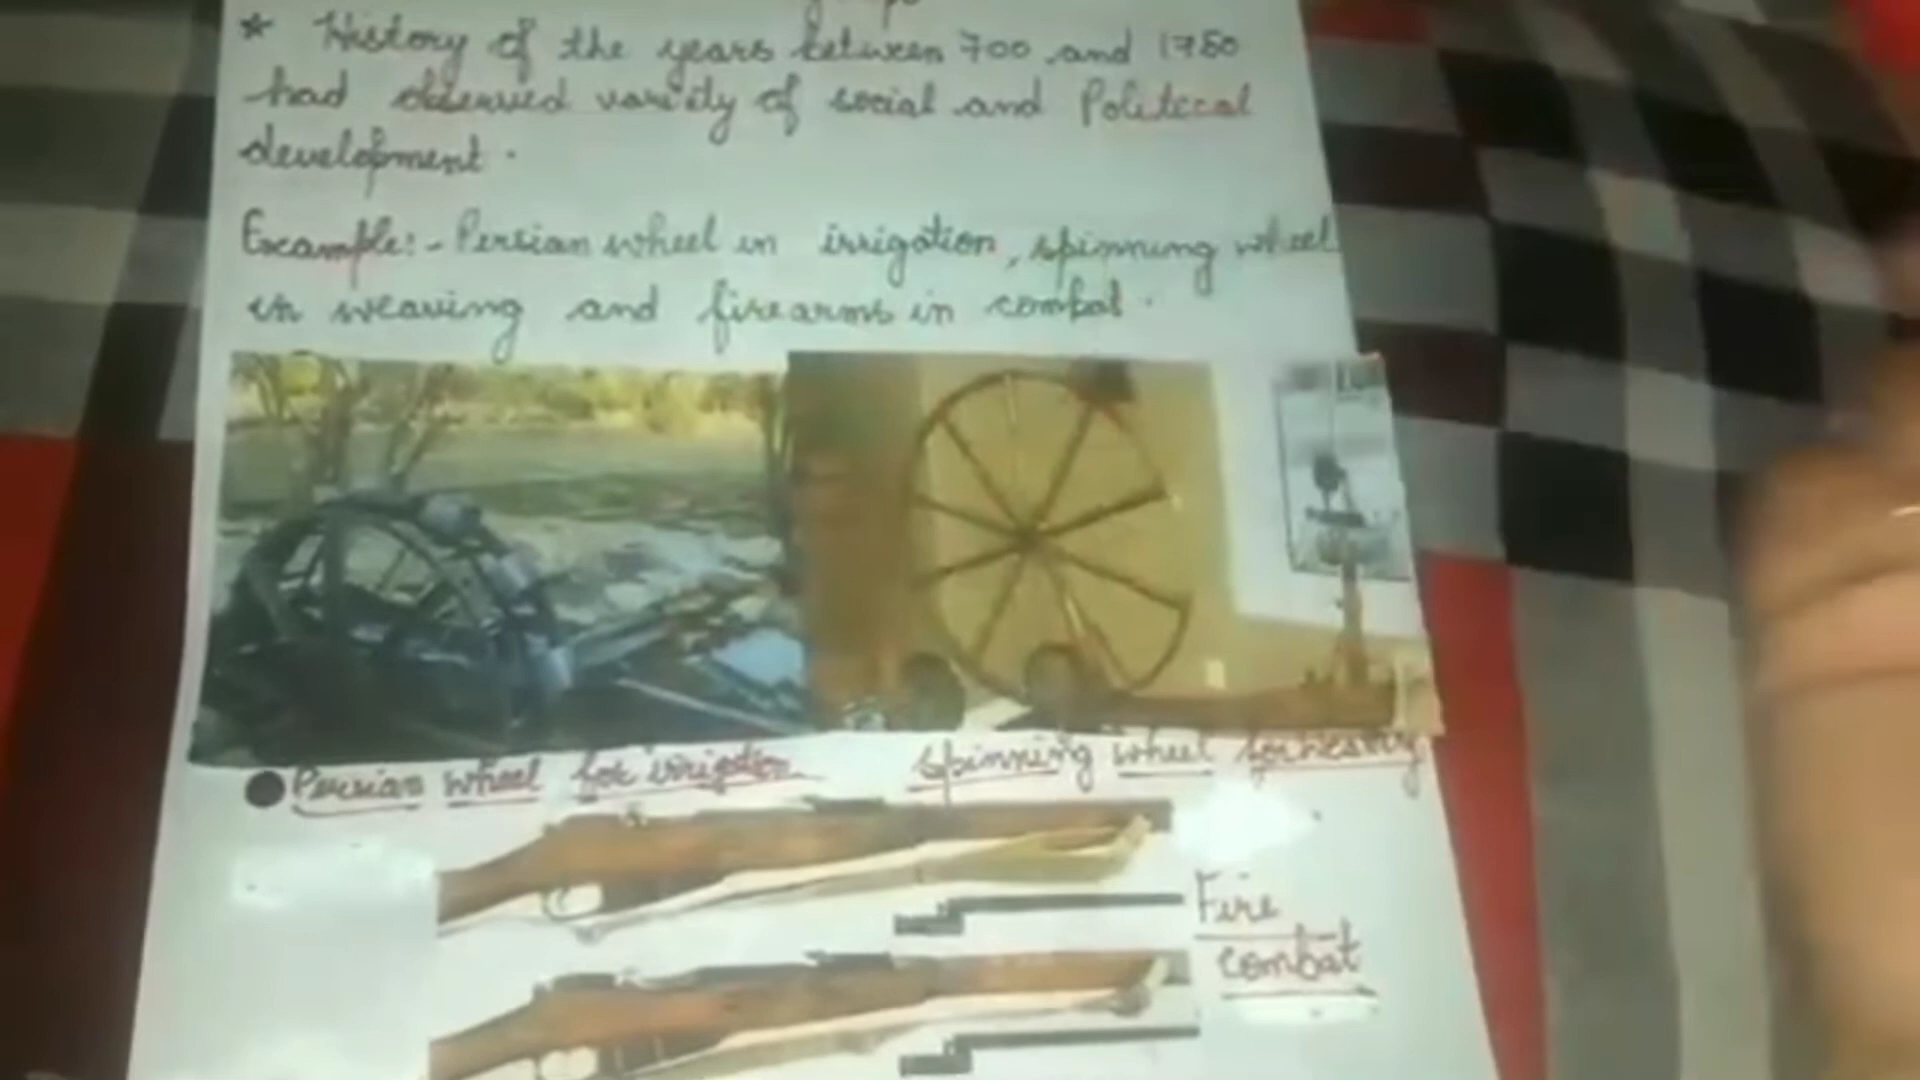 * History of the years between 700 and 1750
had observed variety of social and Political
development.
Example:- Persian wheel in irrigation, spinning wheel
in weaving and firearms in combat.
Persian wheel for irrigation
spinning wheel for weaving
Fire
combat